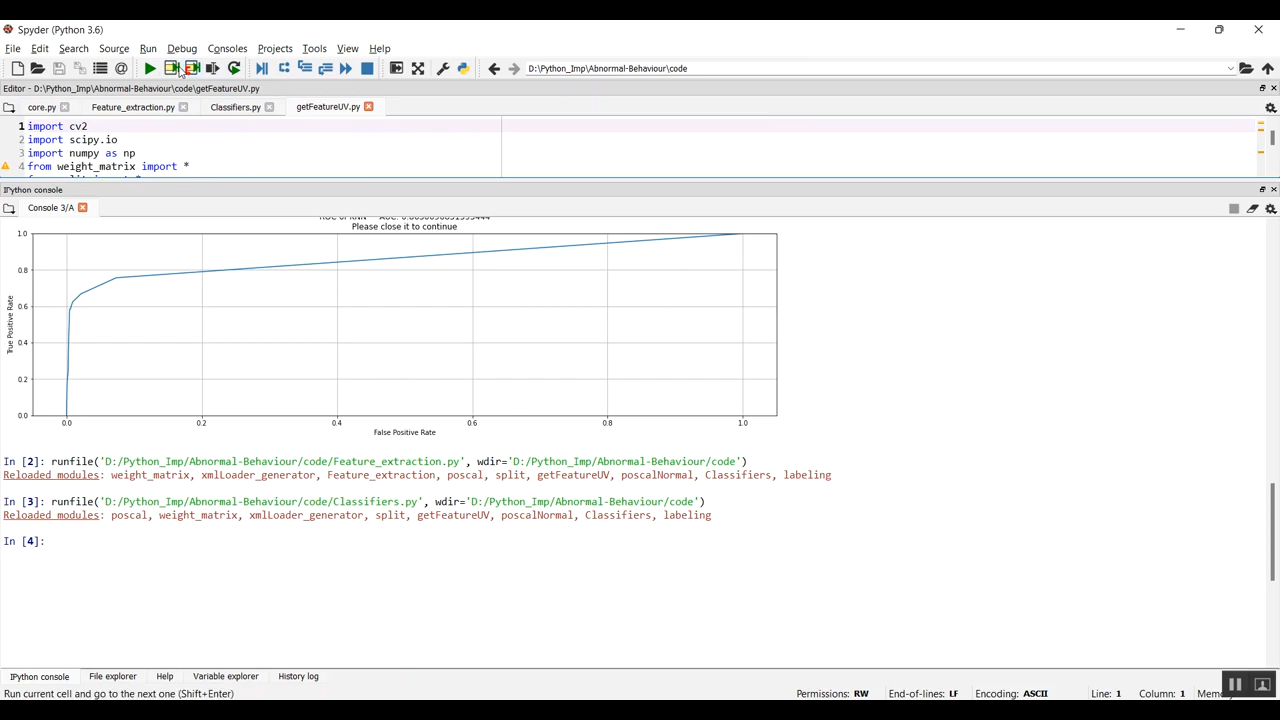 Spyder (Python 3.6)
File Edit Search Source Run Debug Consoles Projects Tools View Help
D:\Python_Imp\Abnormal-Behaviour\code
Editor - D:\Python_Imp\Abnormal-Behaviour\code\getFeatureUV.py
core.py Feature_extraction.py Classifiers.py getFeatureUV.py
1 import cv2
2 import scipy.io
3 import numpy as np
4 from weight_matrix import *
IPython console
Console 3/A
Please close it to continue
1.0
0.8
0.6
0.4
0.2
0.0
True Positive Rate
0.0 0.2 0.4 0.6 0.8 1.0
False Positive Rate
In [2]: runfile('D:/Python_Imp/Abnormal-Behaviour/code/Feature_extraction.py', wdir='D:/Python_Imp/Abnormal-Behaviour/code')
Reloaded modules: weight_matrix, xmlLoader_generator, Feature_extraction, poscal, split, getFeatureUV, poscalNormal, Classifiers, labeling
In [3]: runfile('D:/Python_Imp/Abnormal-Behaviour/code/Classifiers.py', wdir='D:/Python_Imp/Abnormal-Behaviour/code')
Reloaded modules: poscal, weight_matrix, xmlLoader_generator, split, getFeatureUV, poscalNormal, Classifiers, labeling
In [4]:
IPython console File explorer Help Variable explorer History log
Run current cell and go to the next one (Shift+Enter) Permissions: RW End-of-lines: LF Encoding: ASCII Line: 1 Column: 1